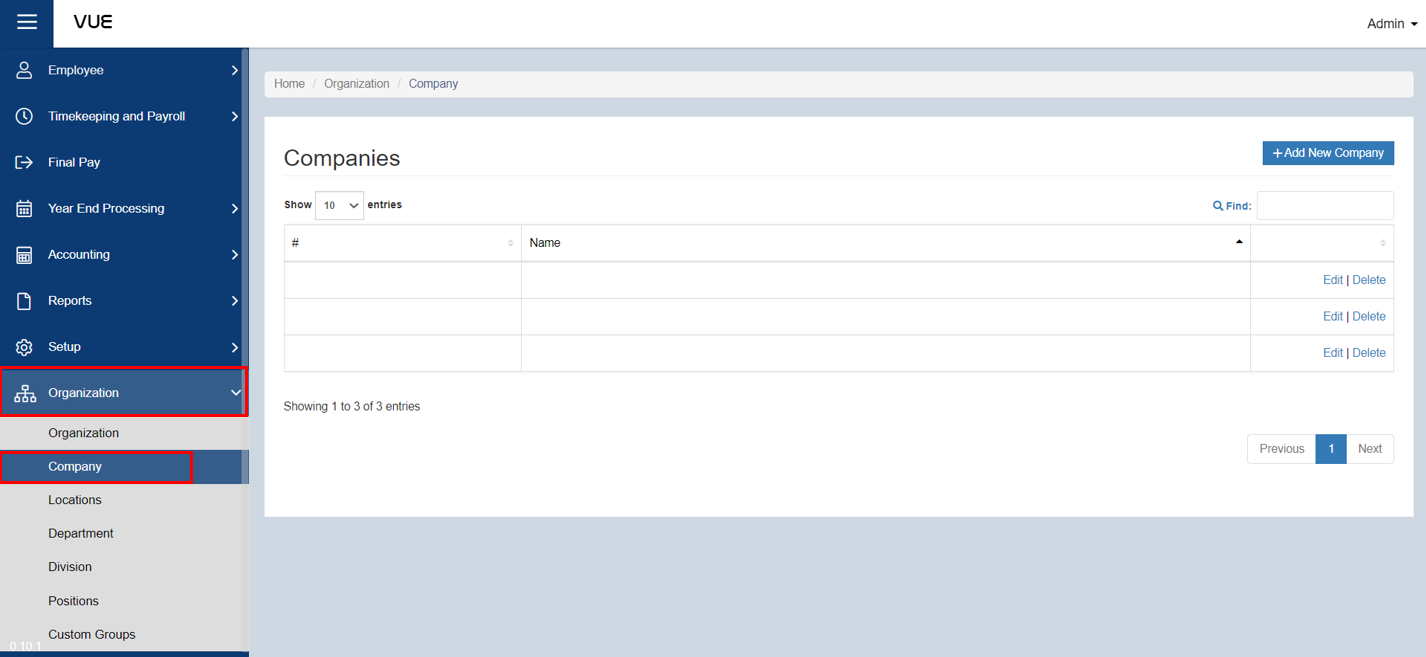 VUE
Admin
Employee
Timekeeping and Payroll
Final Pay
Year End Processing
Accounting
Reports
Setup
Organization
Organization
Company
Locations
Department
Division
Positions
Custom Groups
0.10.1
Home / Organization / Company
Companies
+Add New Company
Show 10 entries
Find:
# Name
Edit | Delete
Edit | Delete
Edit | Delete
Showing 1 to 3 of 3 entries
Previous 1 Next